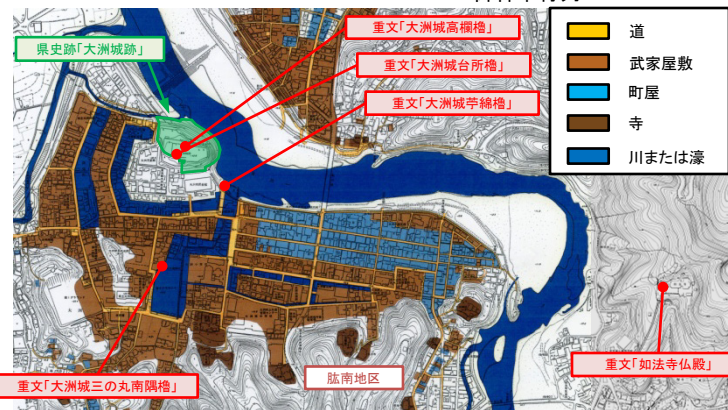 重文「大洲城高欄櫓」
県史跡「大洲城跡」
重文「大洲城台所櫓」
重文「大洲城苧綿櫓」
道
武家屋敷
町屋
寺
川または濠
重文「大洲城三の丸南隅櫓」
肱南地区
重文「如法寺仏殿」